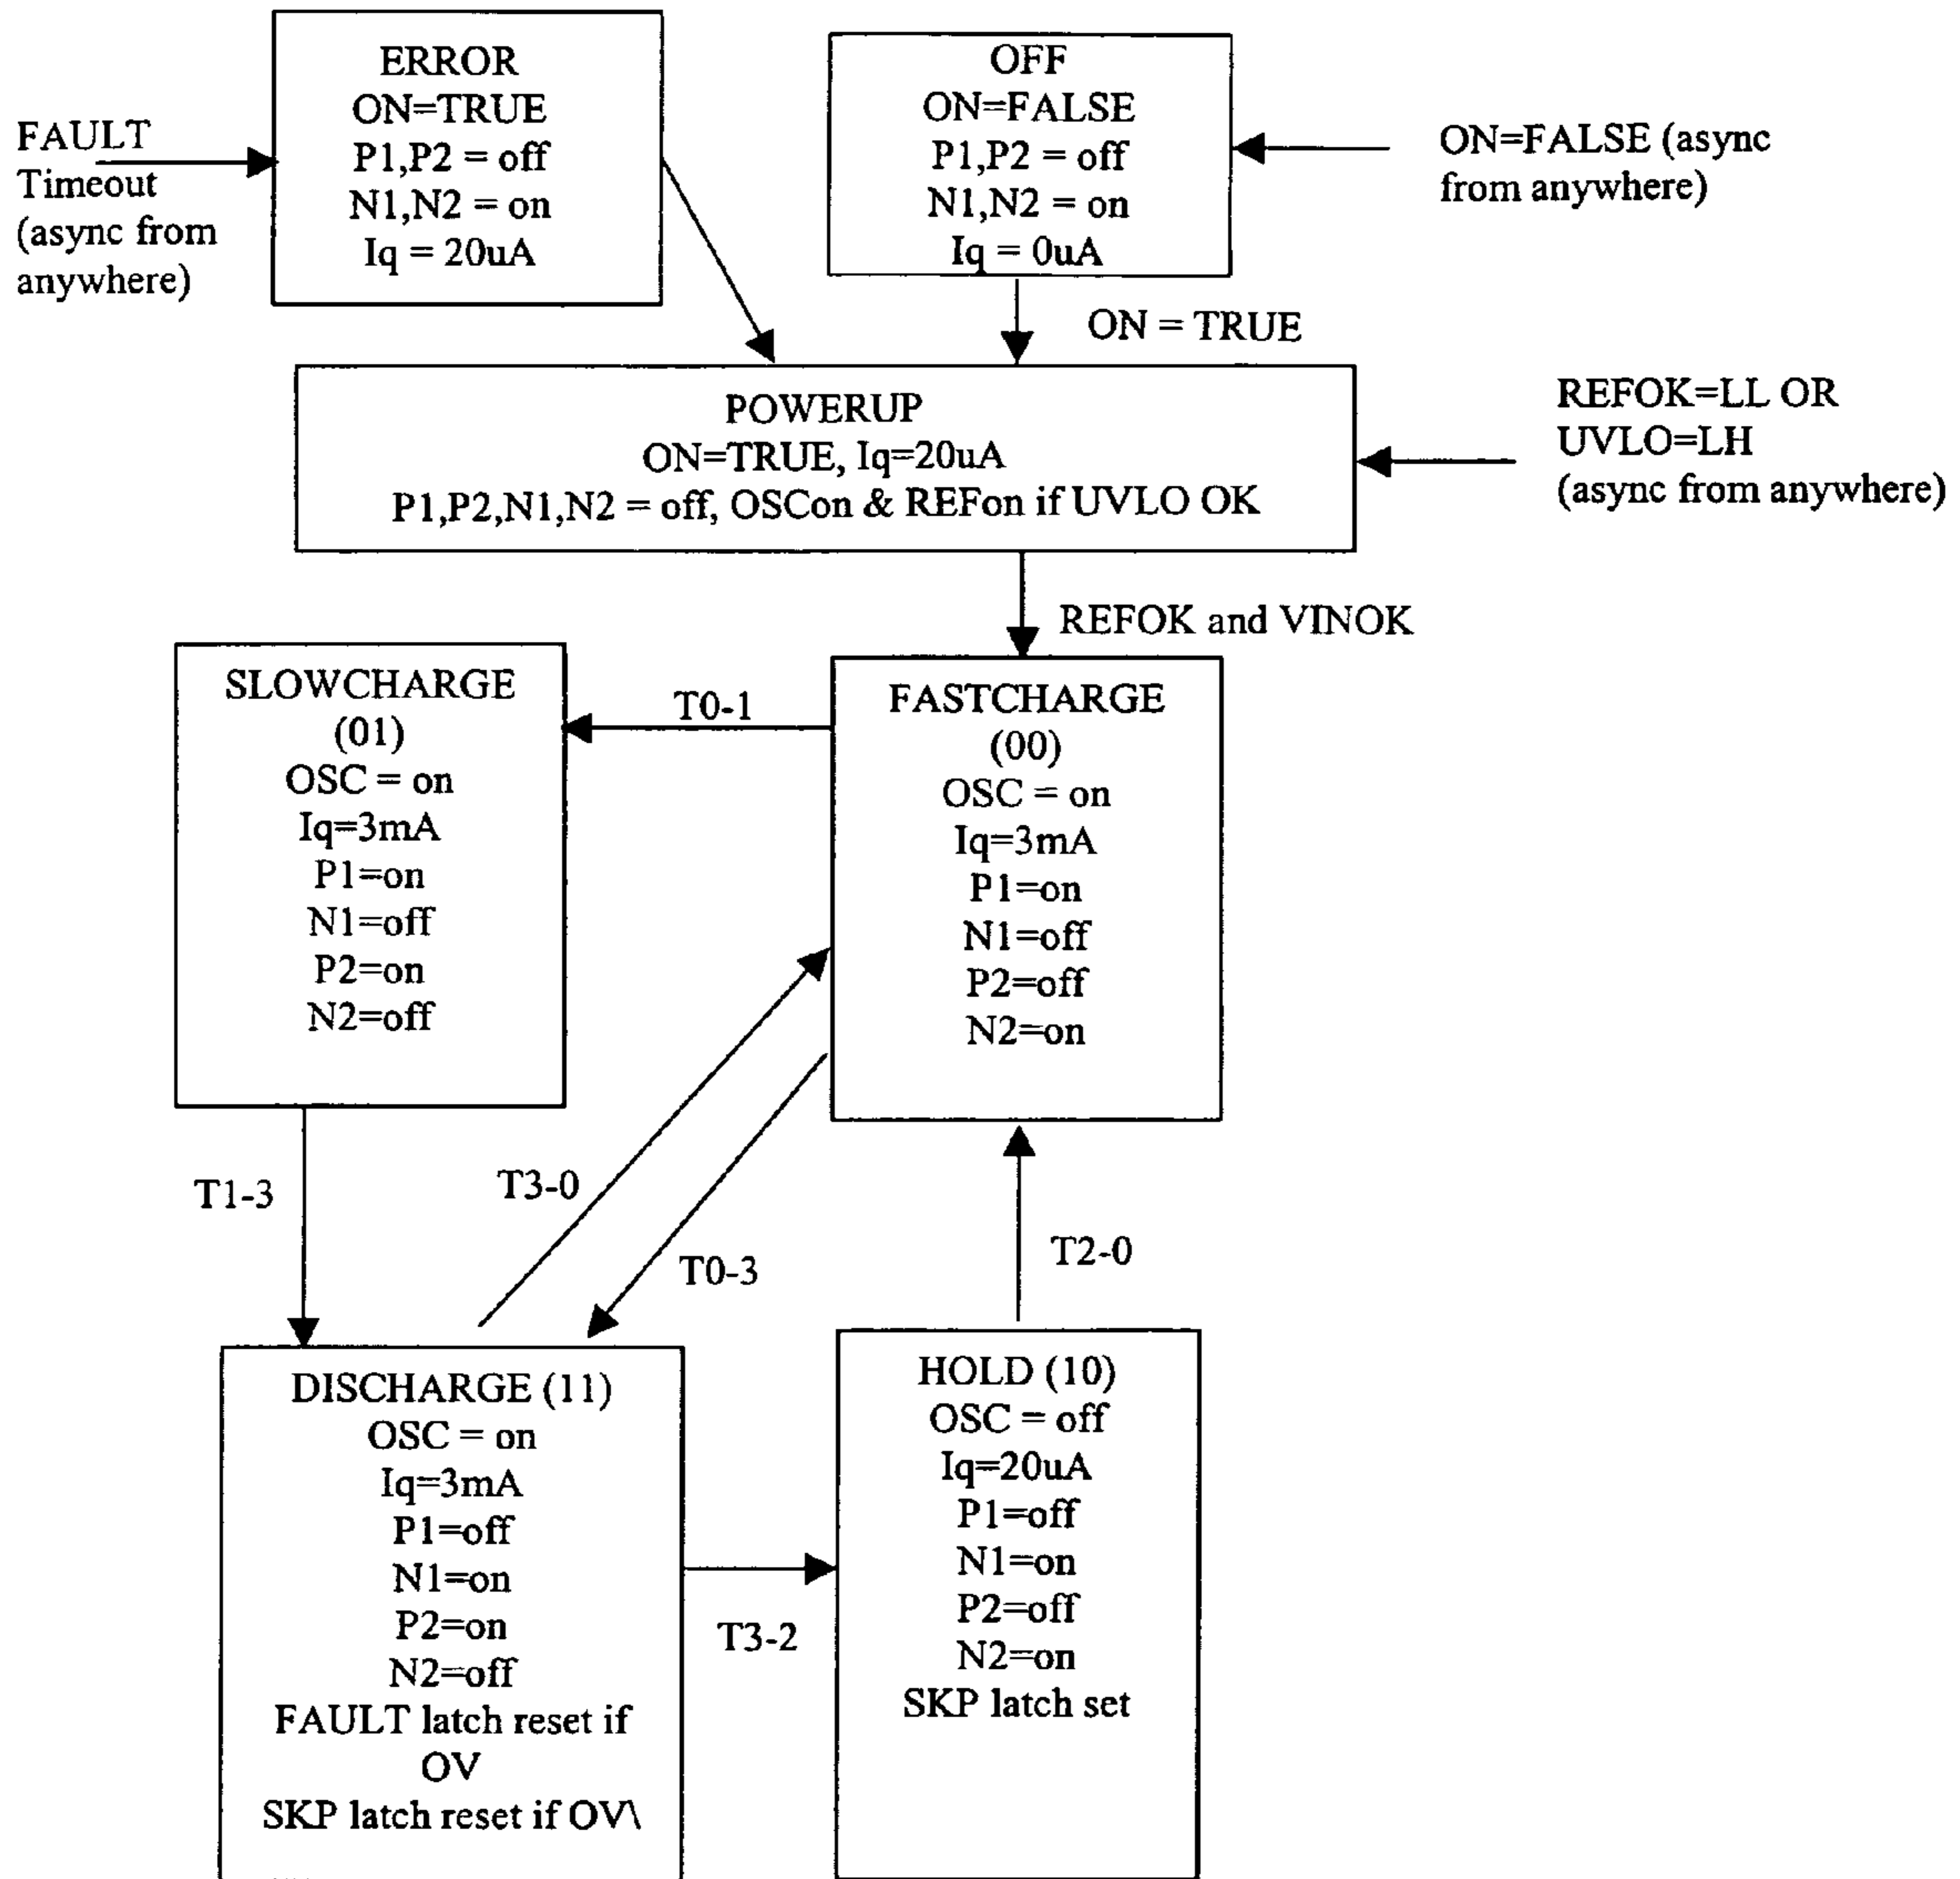 FAULT
Timeout
(async from
anywhere)
ERROR
ON=TRUE
P1,P2 = off
N1,N2 = on
Iq = 20uA
OFF
ON=FALSE
P1,P2 = off
N1,N2 = on
Iq = 0uA
ON=FALSE (async
from anywhere)
ON = TRUE
POWERUP
ON=TRUE, Iq=20uA
P1,P2,N1,N2 = off, OSCon & REFon if UVLO OK
REFOK=LL OR
UVLO=LH
(async from anywhere)
REFOK and VINOK
SLOWCHARGE
(01)
OSC = on
Iq=3mA
P1=on
N1=off
P2=on
N2=off
T0-1
FASTCHARGE
(00)
OSC = on
Iq=3mA
P1=on
N1=off
P2=off
N2=on
T1-3
T3-0
T0-3
T2-0
DISCHARGE (11)
OSC = on
Iq=3mA
P1=off
N1=on
P2=on
N2=off
FAULT latch reset if
OV
SKP latch reset if OV\
T3-2
HOLD (10)
OSC = off
Iq=20uA
P1=off
N1=on
P2=off
N2=on
SKP latch set